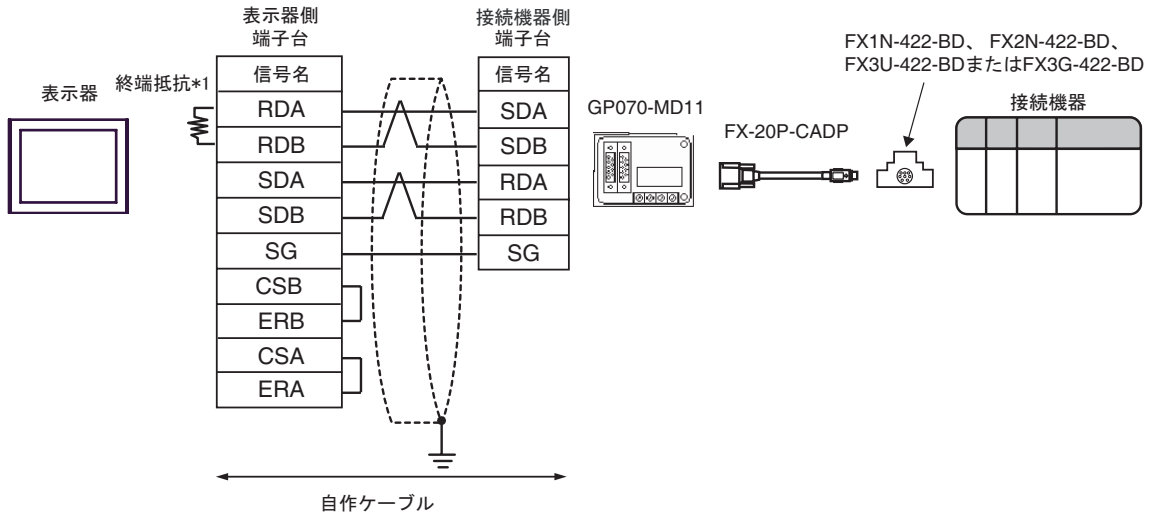 表示器
終端抵抗*1
表示器側
端子台
信号名
RDA
RDB
SDA
SDB
SG
CSB
ERB
CSA
ERA
接続機器側
端子台
信号名
SDA
SDB
RDA
RDB
SG
自作ケーブル
GP070-MD11
FX-20P-CADP
FX1N-422-BD、 FX2N-422-BD、
FX3U-422-BDまたはFX3G-422-BD
接続機器